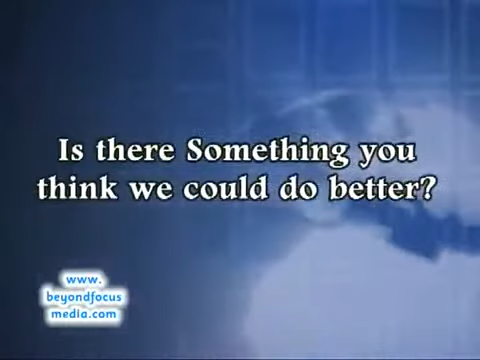 Is there Something you
think we could do better?
www.
beyondfocus
media.com